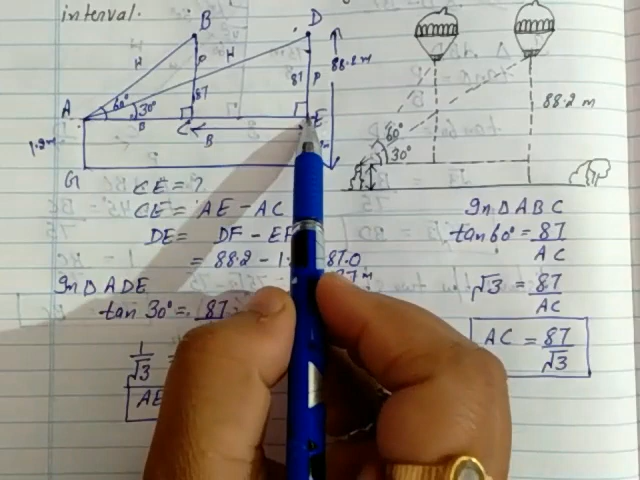 interval.
B
D
H
H
P
87
87
P
88.2 m
A
60°
30°
B
C
E
B
1.2m
G
60°
30°
88.2 m
CE = ?
CE = AE - AC
DE = DF - EF
= 88.2 - 1. 87.0
In Δ ADE
tan 30° = 87
1/√3 =
AE
In Δ ABC
tan 60° = 87/AC
√3 = 87/AC
AC = 87/√3